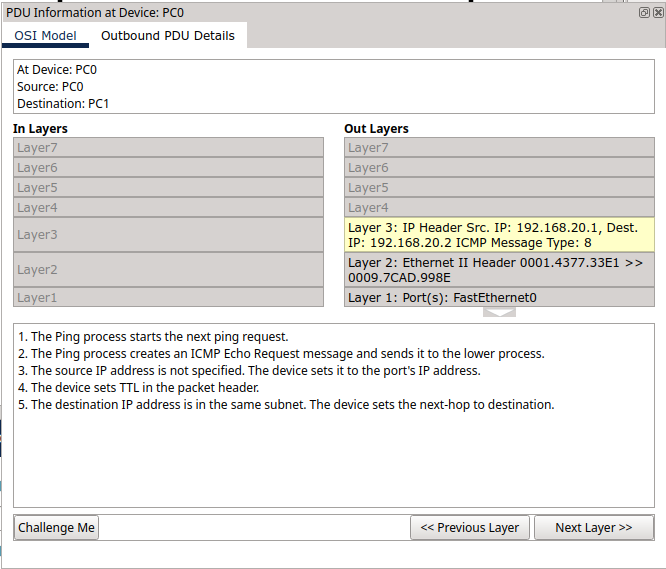 PDU Information at Device: PC0
OSI Model
Outbound PDU Details
At Device: PC0
Source: PC0
Destination: PC1
In Layers
Layer7
Layer6
Layer5
Layer4
Layer3
Layer2
Layer1
Out Layers
Layer7
Layer6
Layer5
Layer4
Layer 3: IP Header Src. IP: 192.168.20.1, Dest.
IP: 192.168.20.2 ICMP Message Type: 8
Layer 2: Ethernet II Header 0001.4377.33E1 >>
0009.7CAD.998E
Layer 1: Port(s): FastEthernet0
1. The Ping process starts the next ping request.
2. The Ping process creates an ICMP Echo Request message and sends it to the lower process.
3. The source IP address is not specified. The device sets it to the port's IP address.
4. The device sets TTL in the packet header.
5. The destination IP address is in the same subnet. The device sets the next-hop to destination.
Challenge Me
<< Previous Layer
Next Layer >>